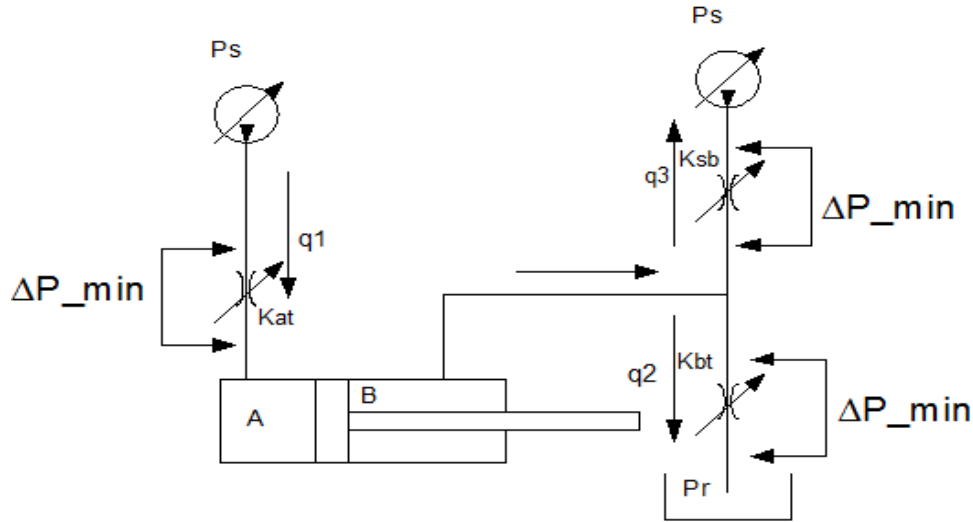 Ps
Ps
q3
Ksb
ΔP_min
q1
ΔP_min
Kat
q2
Kbt
A
B
ΔP_min
Pr